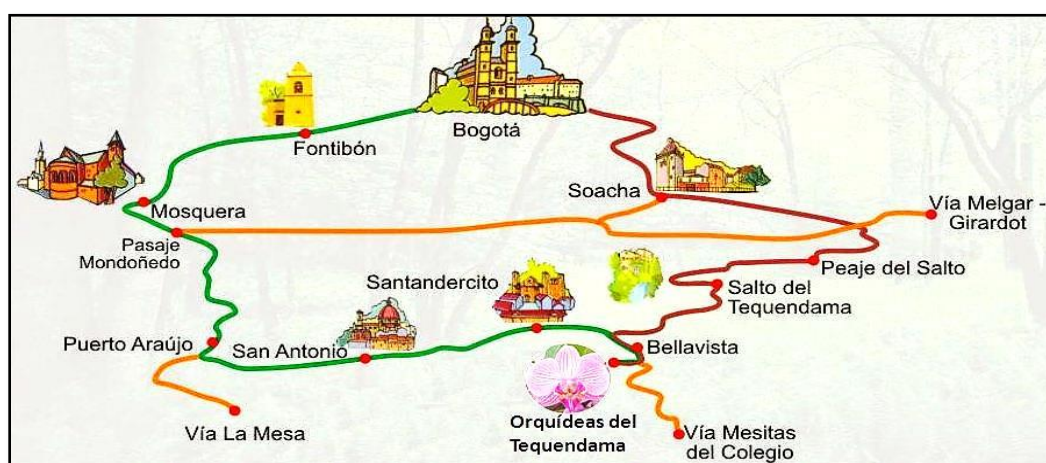 Bogotá
Fontibón
Soacha
Mosquera
Vía Melgar -
Girardot
Pasaje
Mondoñedo
Peaje del Salto
Santandercito
Salto del
Tequendama
Puerto Araújo
San Antonio
Bellavista
Orquídeas del
Tequendama
Vía La Mesa
Vía Mesitas
del Colegio